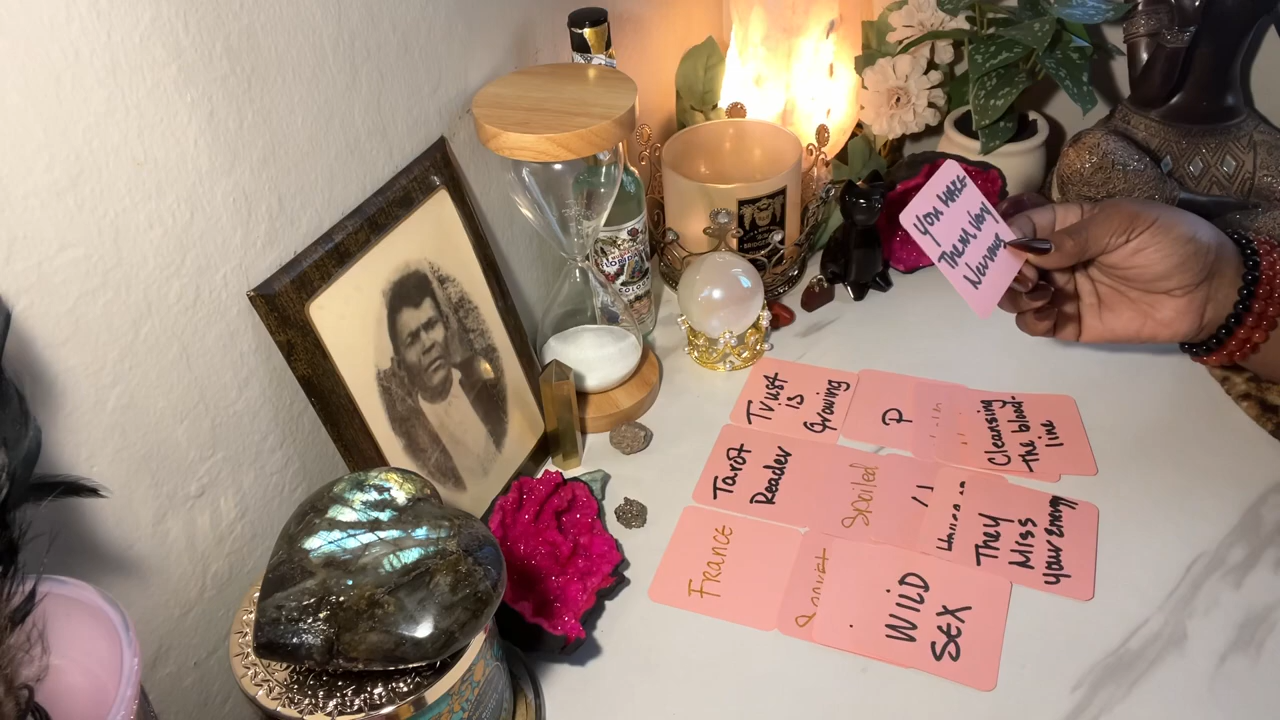 You make
Them Very
Nervous
Trust
is
Growing
P
Cleansing
the blood-
line
Tarot
Reader
Spoiled
They
Miss
your Energy
France
WILD
SEX
FLORIDA
COLOGNE